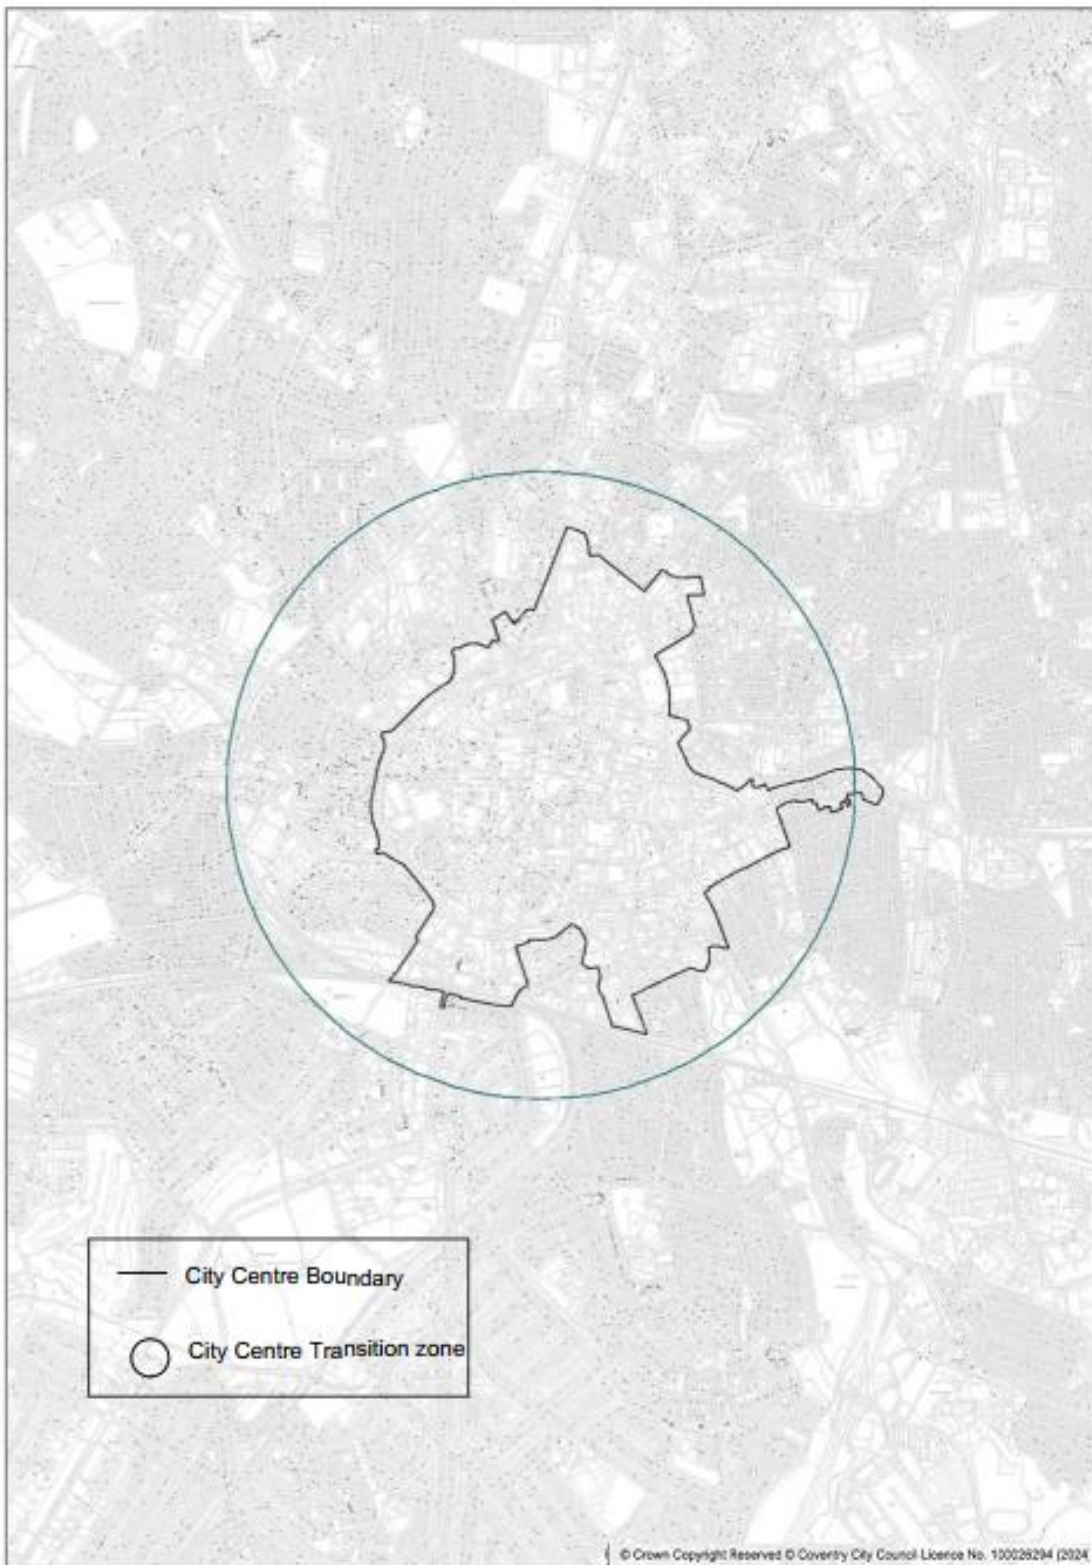 City Centre Boundary
City Centre Transition zone
© Crown Copyright Reserved © Coventry City Council Licence No. 100026294 (2024